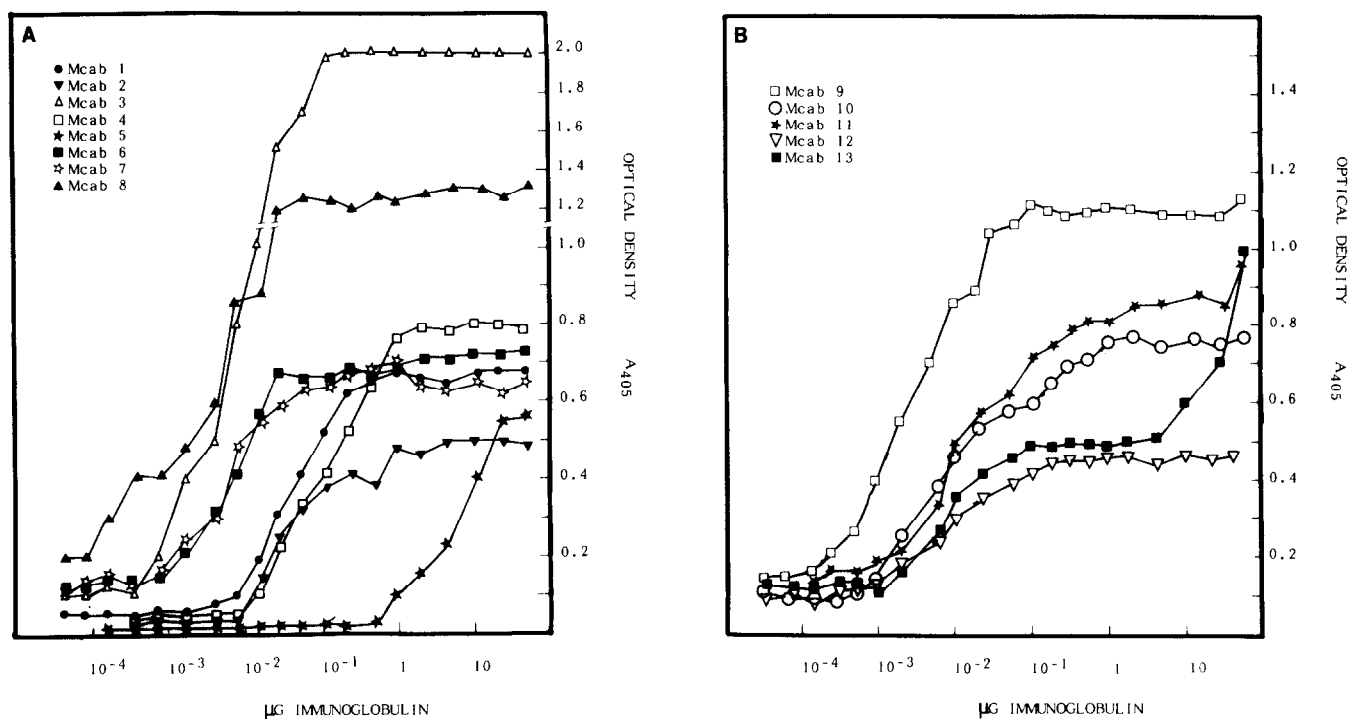 A
Mcab 1
Mcab 2
Mcab 3
Mcab 4
Mcab 5
Mcab 6
Mcab 7
Mcab 8
2.0
1.8
1.6
1.4
1.2
1.0
0.8
0.6
0.4
0.2
OPTICAL DENSITY A405
10-4 10-3 10-2 10-1 1 10
µG IMMUNOGLOBULIN
B
Mcab 9
Mcab 10
Mcab 11
Mcab 12
Mcab 13
1.4
1.2
1.0
0.8
0.6
0.4
0.2
OPTICAL DENSITY A405
10-4 10-3 10-2 10-1 1 10
µG IMMUNOGLOBULIN